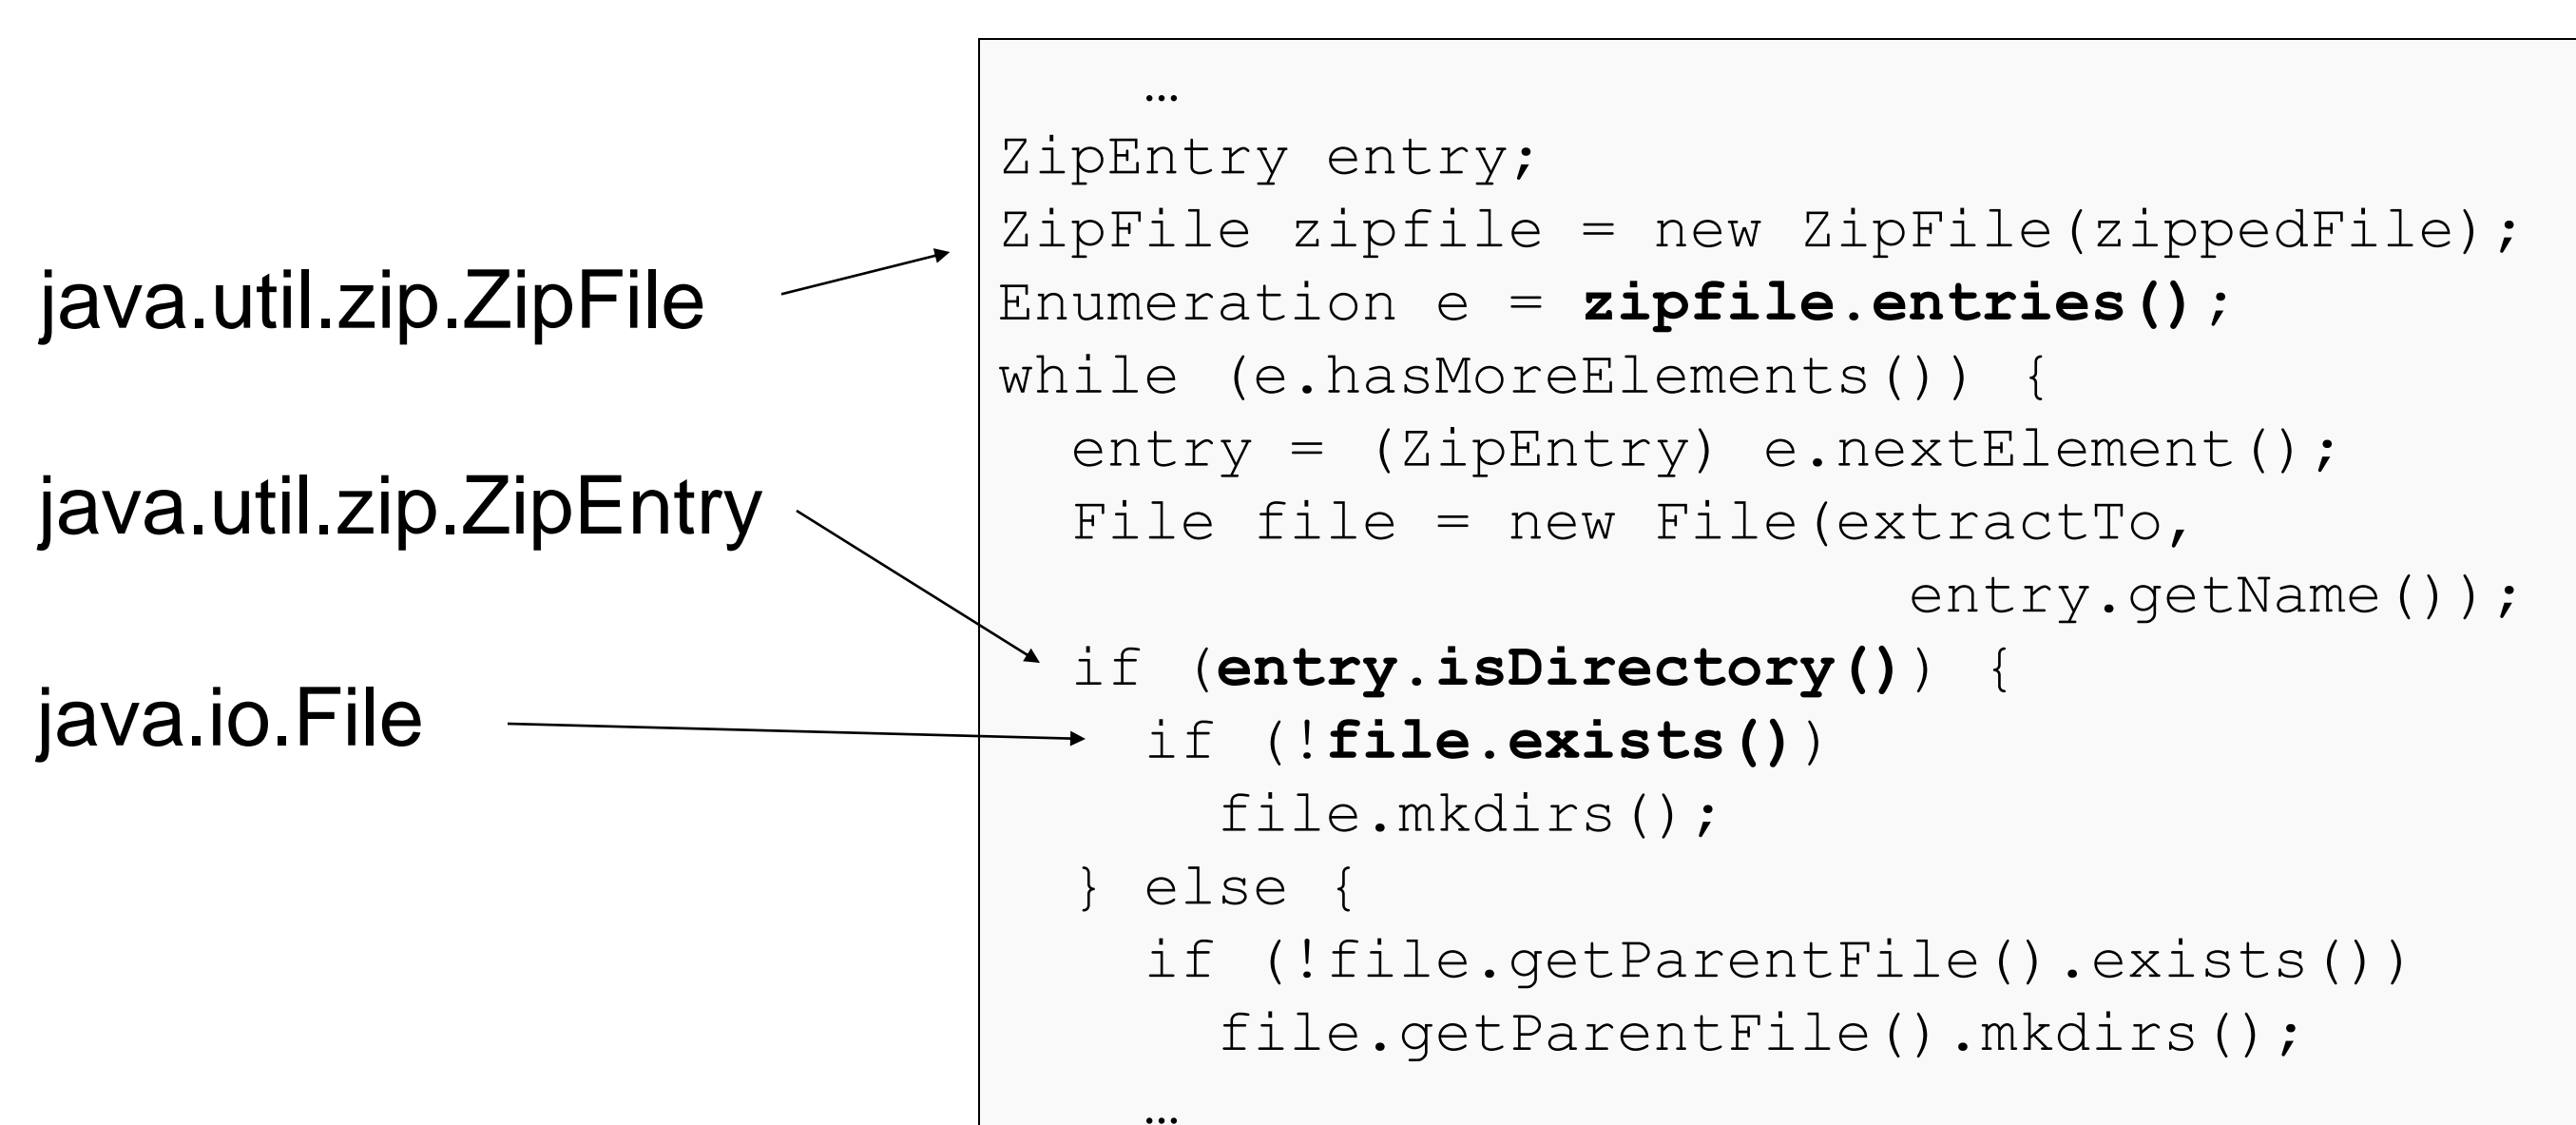 java.util.zip.ZipFile
java.util.zip.ZipEntry
java.io.File
…
ZipEntry entry;
ZipFile zipfile = new ZipFile(zippedFile);
Enumeration e = zipfile.entries();
while (e.hasMoreElements()) {
  entry = (ZipEntry) e.nextElement();
  File file = new File(extractTo,
                         entry.getName());
  if (entry.isDirectory()) {
    if (!file.exists())
      file.mkdirs();
  } else {
    if (!file.getParentFile().exists())
      file.getParentFile().mkdirs();
    …